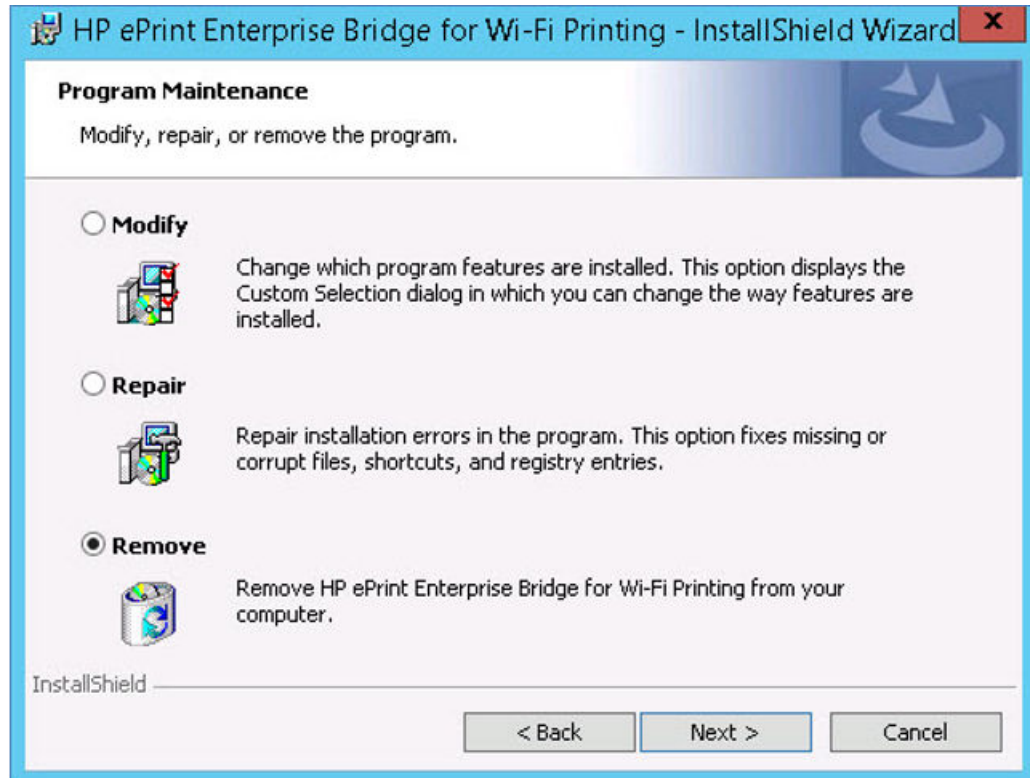 HP ePrint Enterprise Bridge for Wi-Fi Printing - InstallShield Wizard
x
Program Maintenance
Modify, repair, or remove the program.
Modify
Change which program features are installed. This option displays the
Custom Selection dialog in which you can change the way features are
installed.
Repair
Repair installation errors in the program. This option fixes missing or
corrupt files, shortcuts, and registry entries.
Remove
Remove HP ePrint Enterprise Bridge for Wi-Fi Printing from your
computer.
InstallShield
< Back
Next >
Cancel